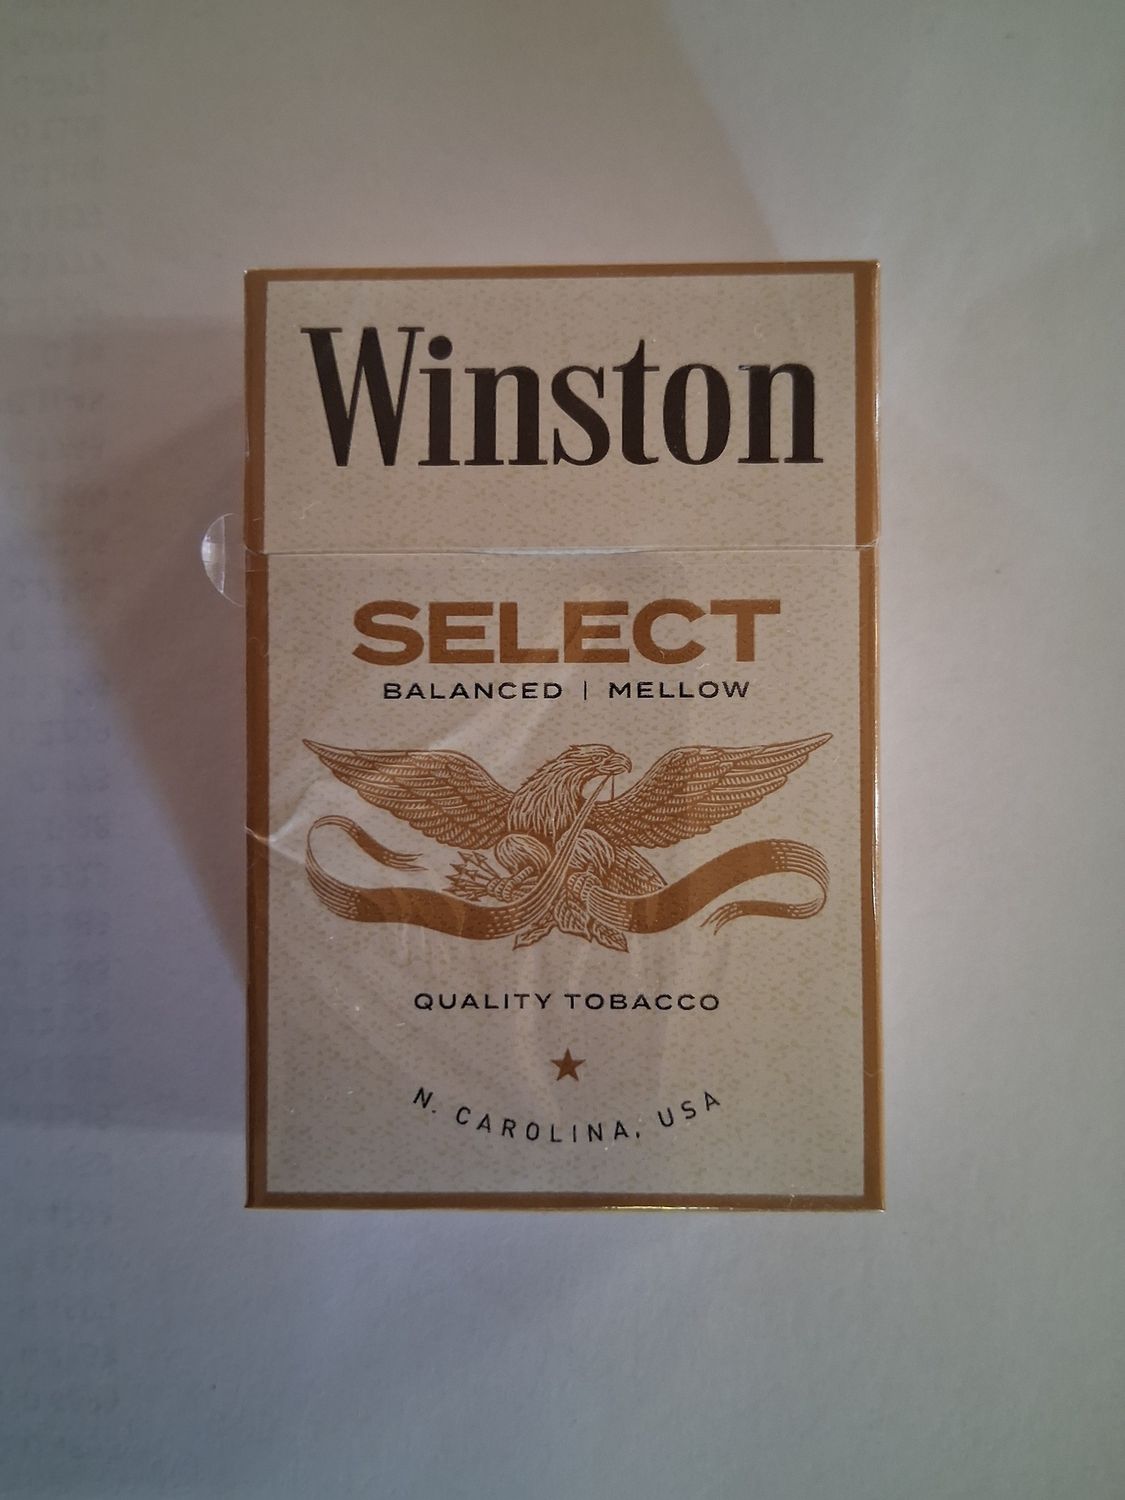 Winston
SELECT
BALANCED | MELLOW
QUALITY TOBACCO
N. CAROLINA, USA